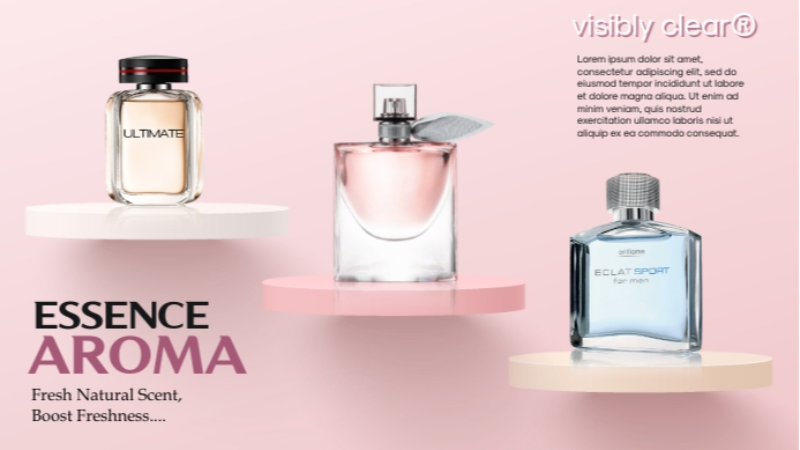 visibly clear®
Lorem ipsum dolor sit amet,
consectetur adipiscing elit, sed do
eiusmod tempor incididunt ut labore
et dolore magna aliqua. Ut enim ad
minim veniam, quis nostrud
exercitation ullamco laboris nisi ut
aliquip ex ea commodo consequat.
ULTIMATE
oriflame
ECLAT SPORT
for men
ESSENCE
AROMA
Fresh Natural Scent,
Boost Freshness....